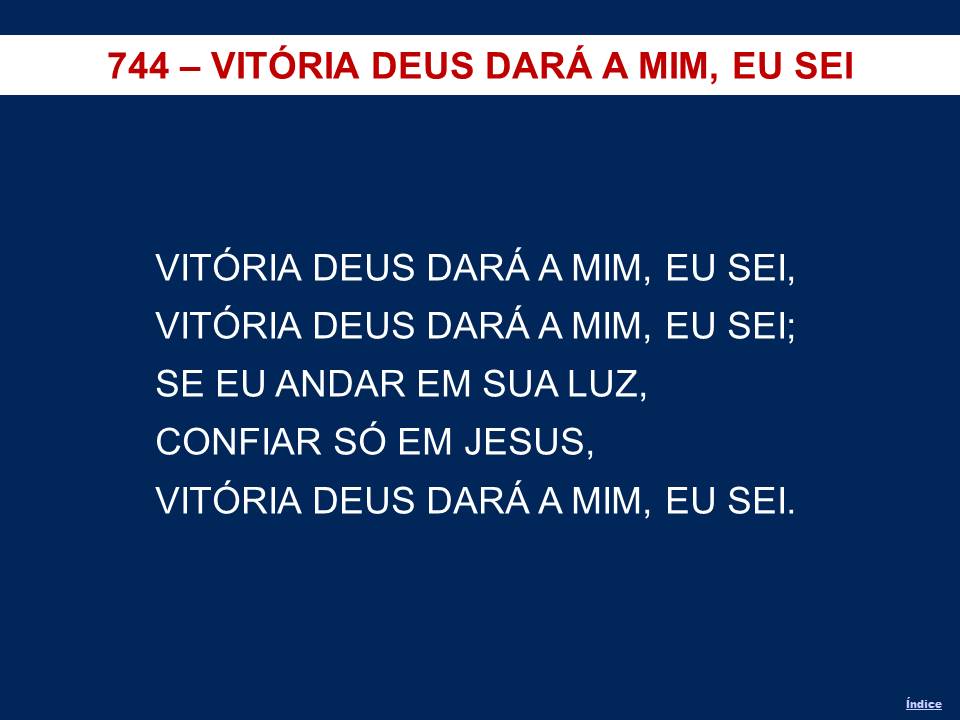 744 – VITÓRIA DEUS DARÁ A MIM, EU SEI
VITÓRIA DEUS DARÁ A MIM, EU SEI,
VITÓRIA DEUS DARÁ A MIM, EU SEI;
SE EU ANDAR EM SUA LUZ,
CONFIAR SÓ EM JESUS,
VITÓRIA DEUS DARÁ A MIM, EU SEI.
Índice